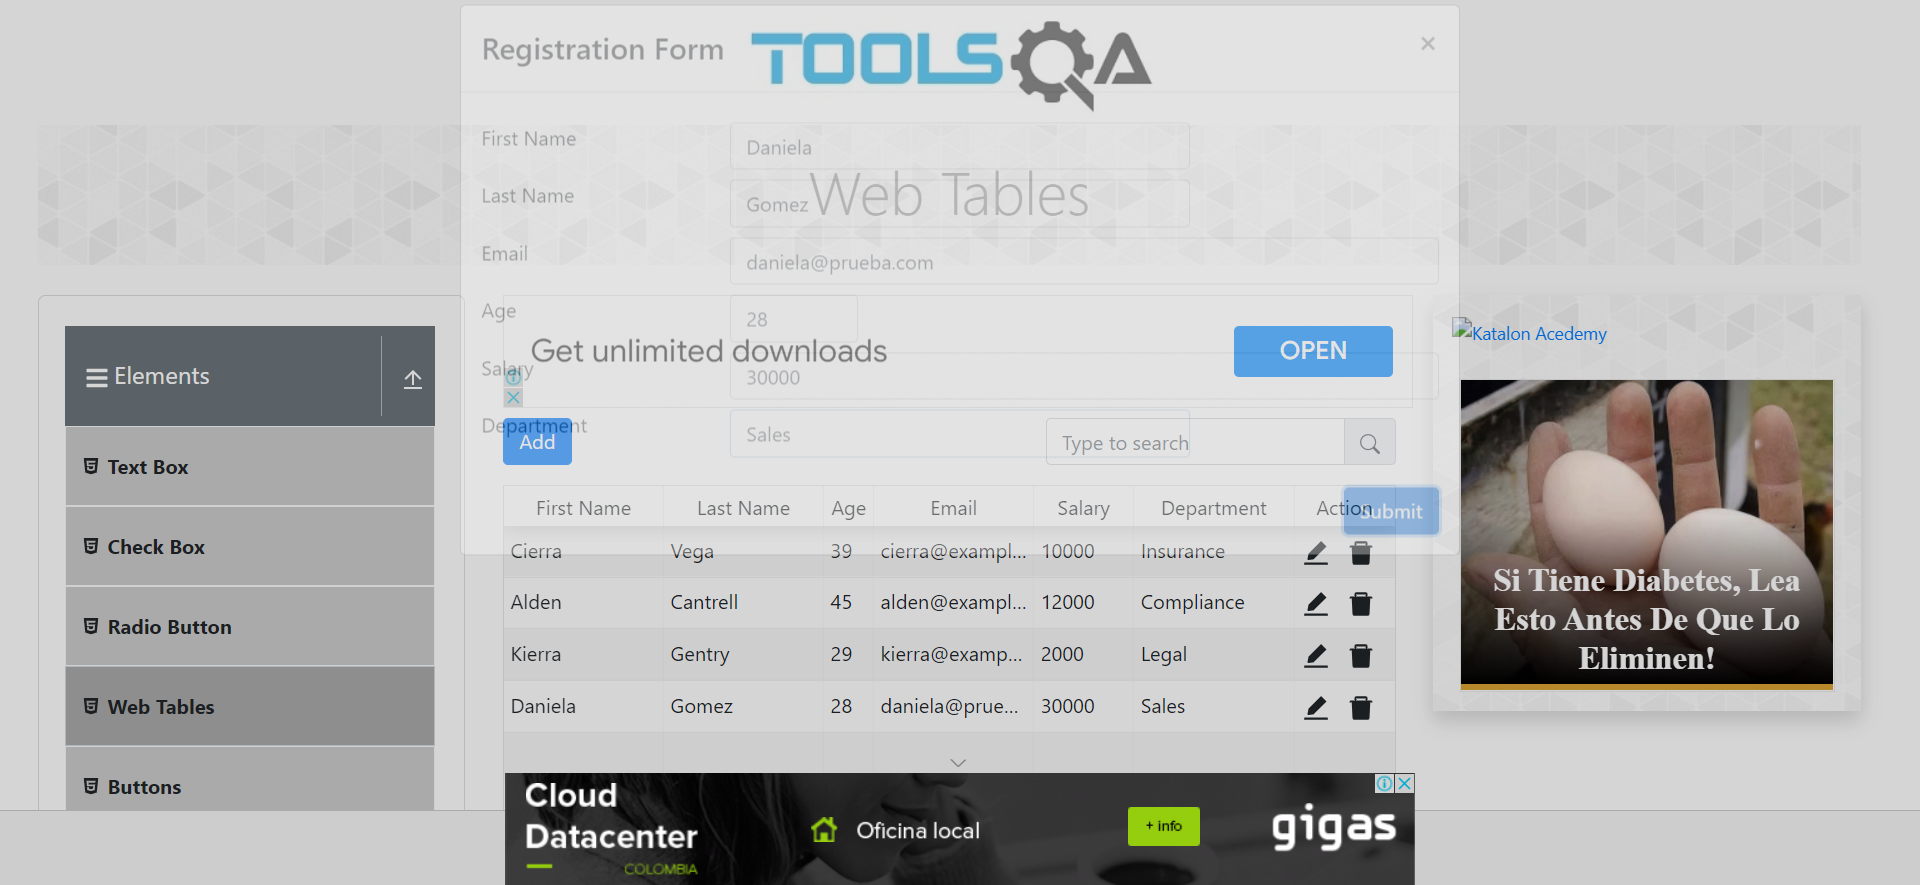 Registration Form
TOOLSQA
×
First Name
Daniela
Last Name
Gomez
Web Tables
Email
daniela@prueba.com
Age
28
Get unlimited downloads
OPEN
Salary
30000
Department
Sales
Add
Type to search
Submit
Elements
Text Box
Check Box
Radio Button
Web Tables
Buttons
First Name Last Name Age Email Salary Department Action
Cierra Vega 39 cierra@exampl... 10000 Insurance
Alden Cantrell 45 alden@exampl... 12000 Compliance
Kierra Gentry 29 kierra@examp... 2000 Legal
Daniela Gomez 28 daniela@prue... 30000 Sales
Katalon Acedemy
Si Tiene Diabetes, Lea
Esto Antes De Que Lo
Eliminen!
Cloud
Datacenter
COLOMBIA
Oficina local
+ info
gigas